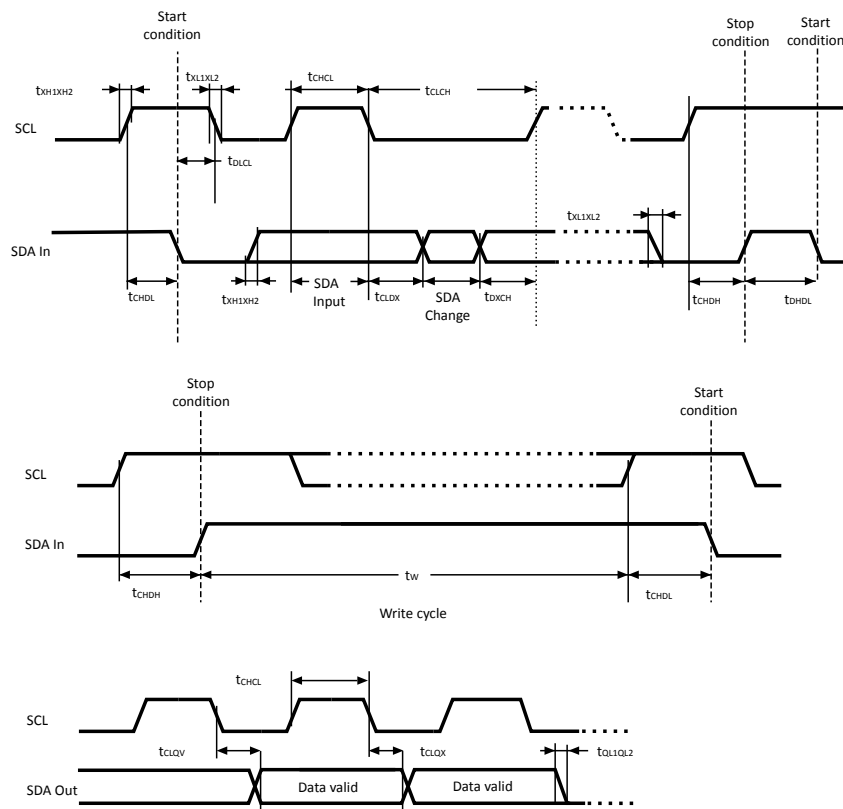 Start
condition
Stop
condition
Start
condition
tXH1XH2
tXL1XL2
tCHCL
tCLCH
SCL
tDLCL
tXL1XL2
SDA In
tCHDL
tXH1XH2
SDA
Input
tCLDX
SDA
Change
tDXCH
tCHDH
tDHDL
Stop
condition
Start
condition
SCL
SDA In
tCHDH
tW
tCHDL
Write cycle
tCHCL
SCL
tCLQV
tCLQX
tQL1QL2
SDA Out
Data valid
Data valid